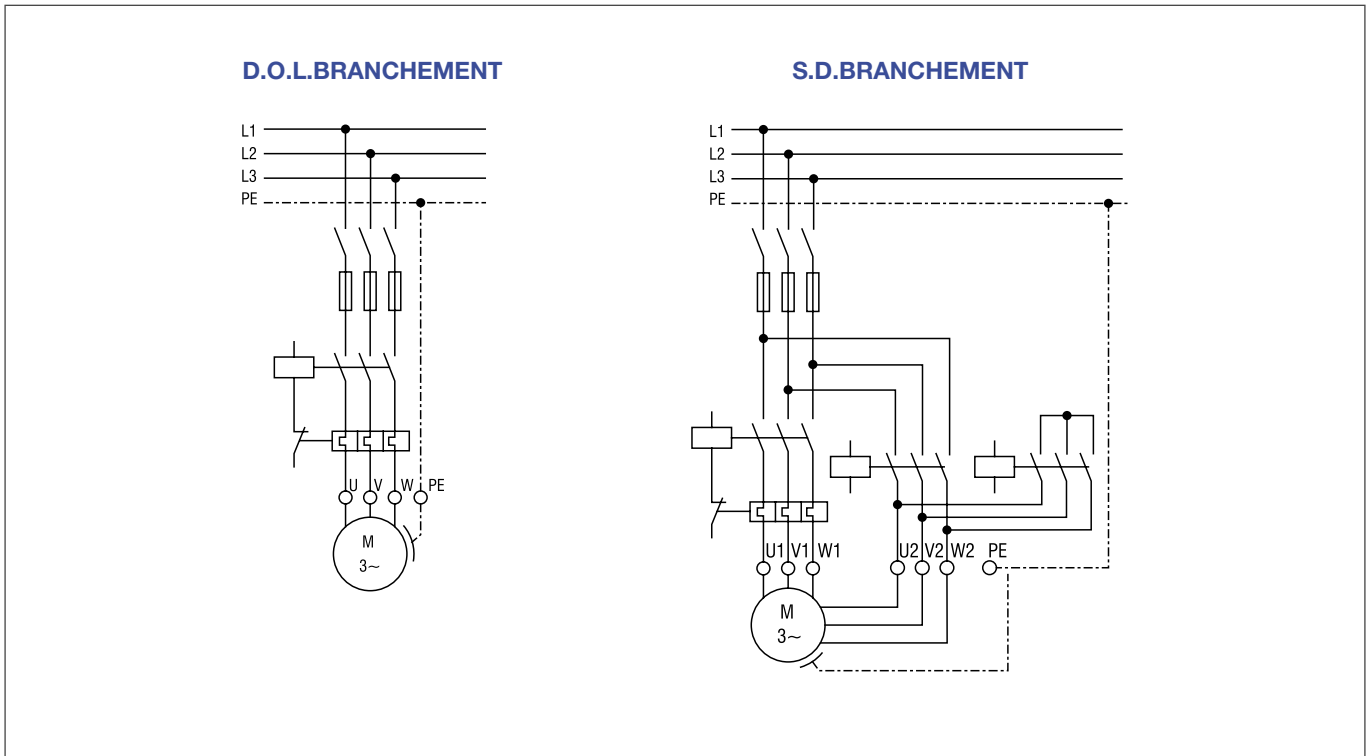 D.O.L.BRANCHEMENT
L1
L2
L3
PE
U V W PE
M
3~
S.D.BRANCHEMENT
L1
L2
L3
PE
U1 V1 W1 U2 V2 W2 PE
M
3~